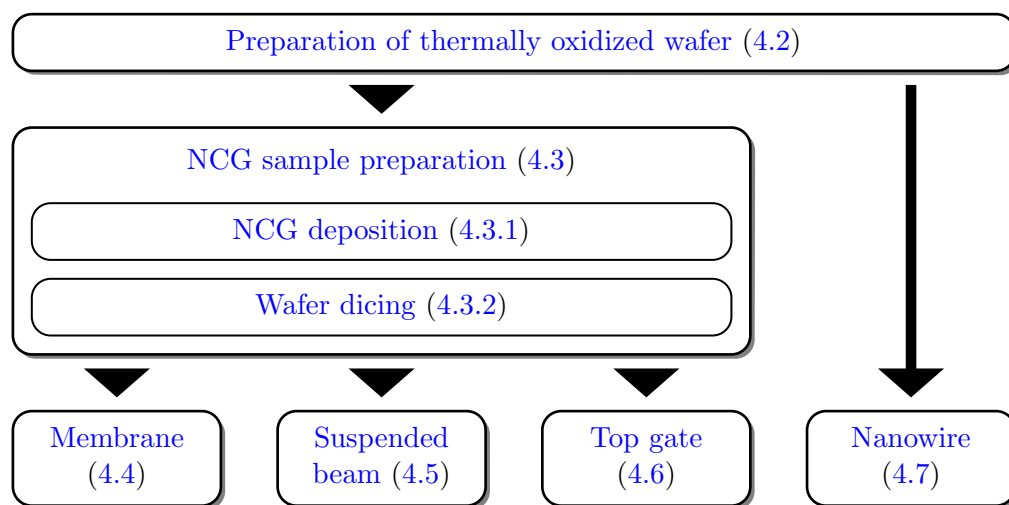 Preparation of thermally oxidized wafer (4.2)
NCG sample preparation (4.3)
NCG deposition (4.3.1)
Wafer dicing (4.3.2)
Membrane
(4.4)
Suspended
beam (4.5)
Top gate
(4.6)
Nanowire
(4.7)